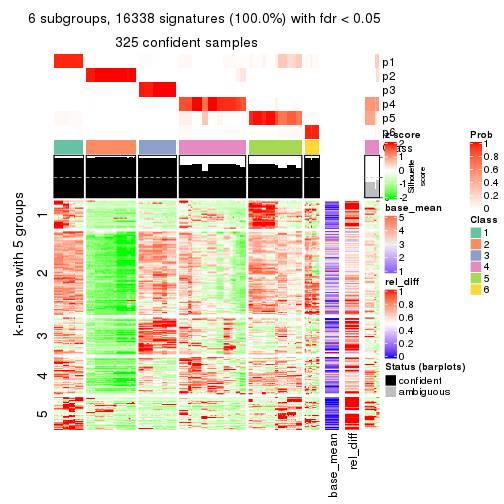 6 subgroups, 16338 signatures (100.0%) with fdr < 0.05
325 confident samples
p1
p2
p3
p4
p5
p6
Class
z-score
2
1
0
-1
-2
Silhouette
score
Prob
1
0.8
0.6
0.4
0.2
0
base_mean
5
4
3
2
1
Class
1
2
3
4
5
6
rel_diff
1
0.8
0.6
0.4
0.2
0
Status (barplots)
confident
ambiguous
k-means with 5 groups
1
2
3
4
5
base_mean
rel_diff